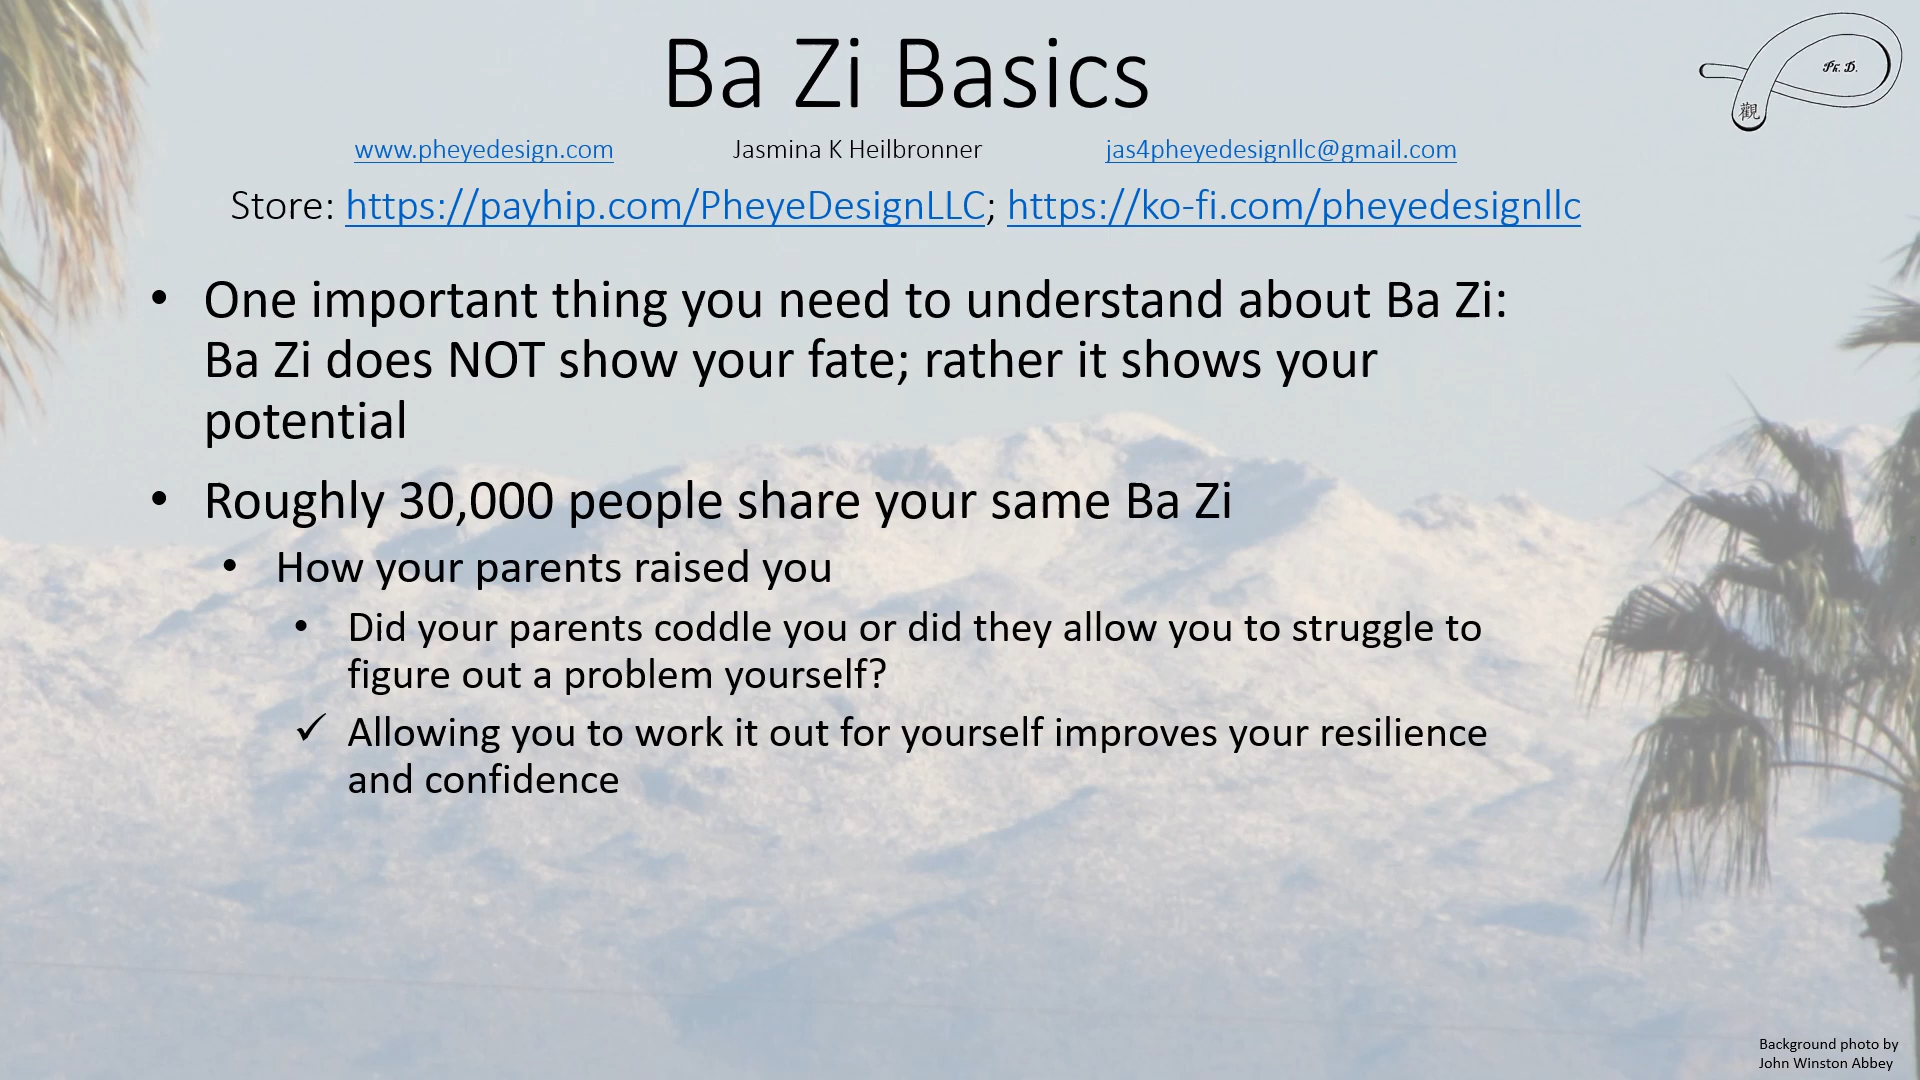 Ba Zi Basics
Ph. D.
觀
www.pheyedesign.com Jasmina K Heilbronner jas4pheyedesignllc@gmail.com
Store: https://payhip.com/PheyeDesignLLC; https://ko-fi.com/pheyedesignllc
• One important thing you need to understand about Ba Zi:
Ba Zi does NOT show your fate; rather it shows your
potential
• Roughly 30,000 people share your same Ba Zi
• How your parents raised you
• Did your parents coddle you or did they allow you to struggle to
figure out a problem yourself?
✓ Allowing you to work it out for yourself improves your resilience
and confidence
Background photo by
John Winston Abbey